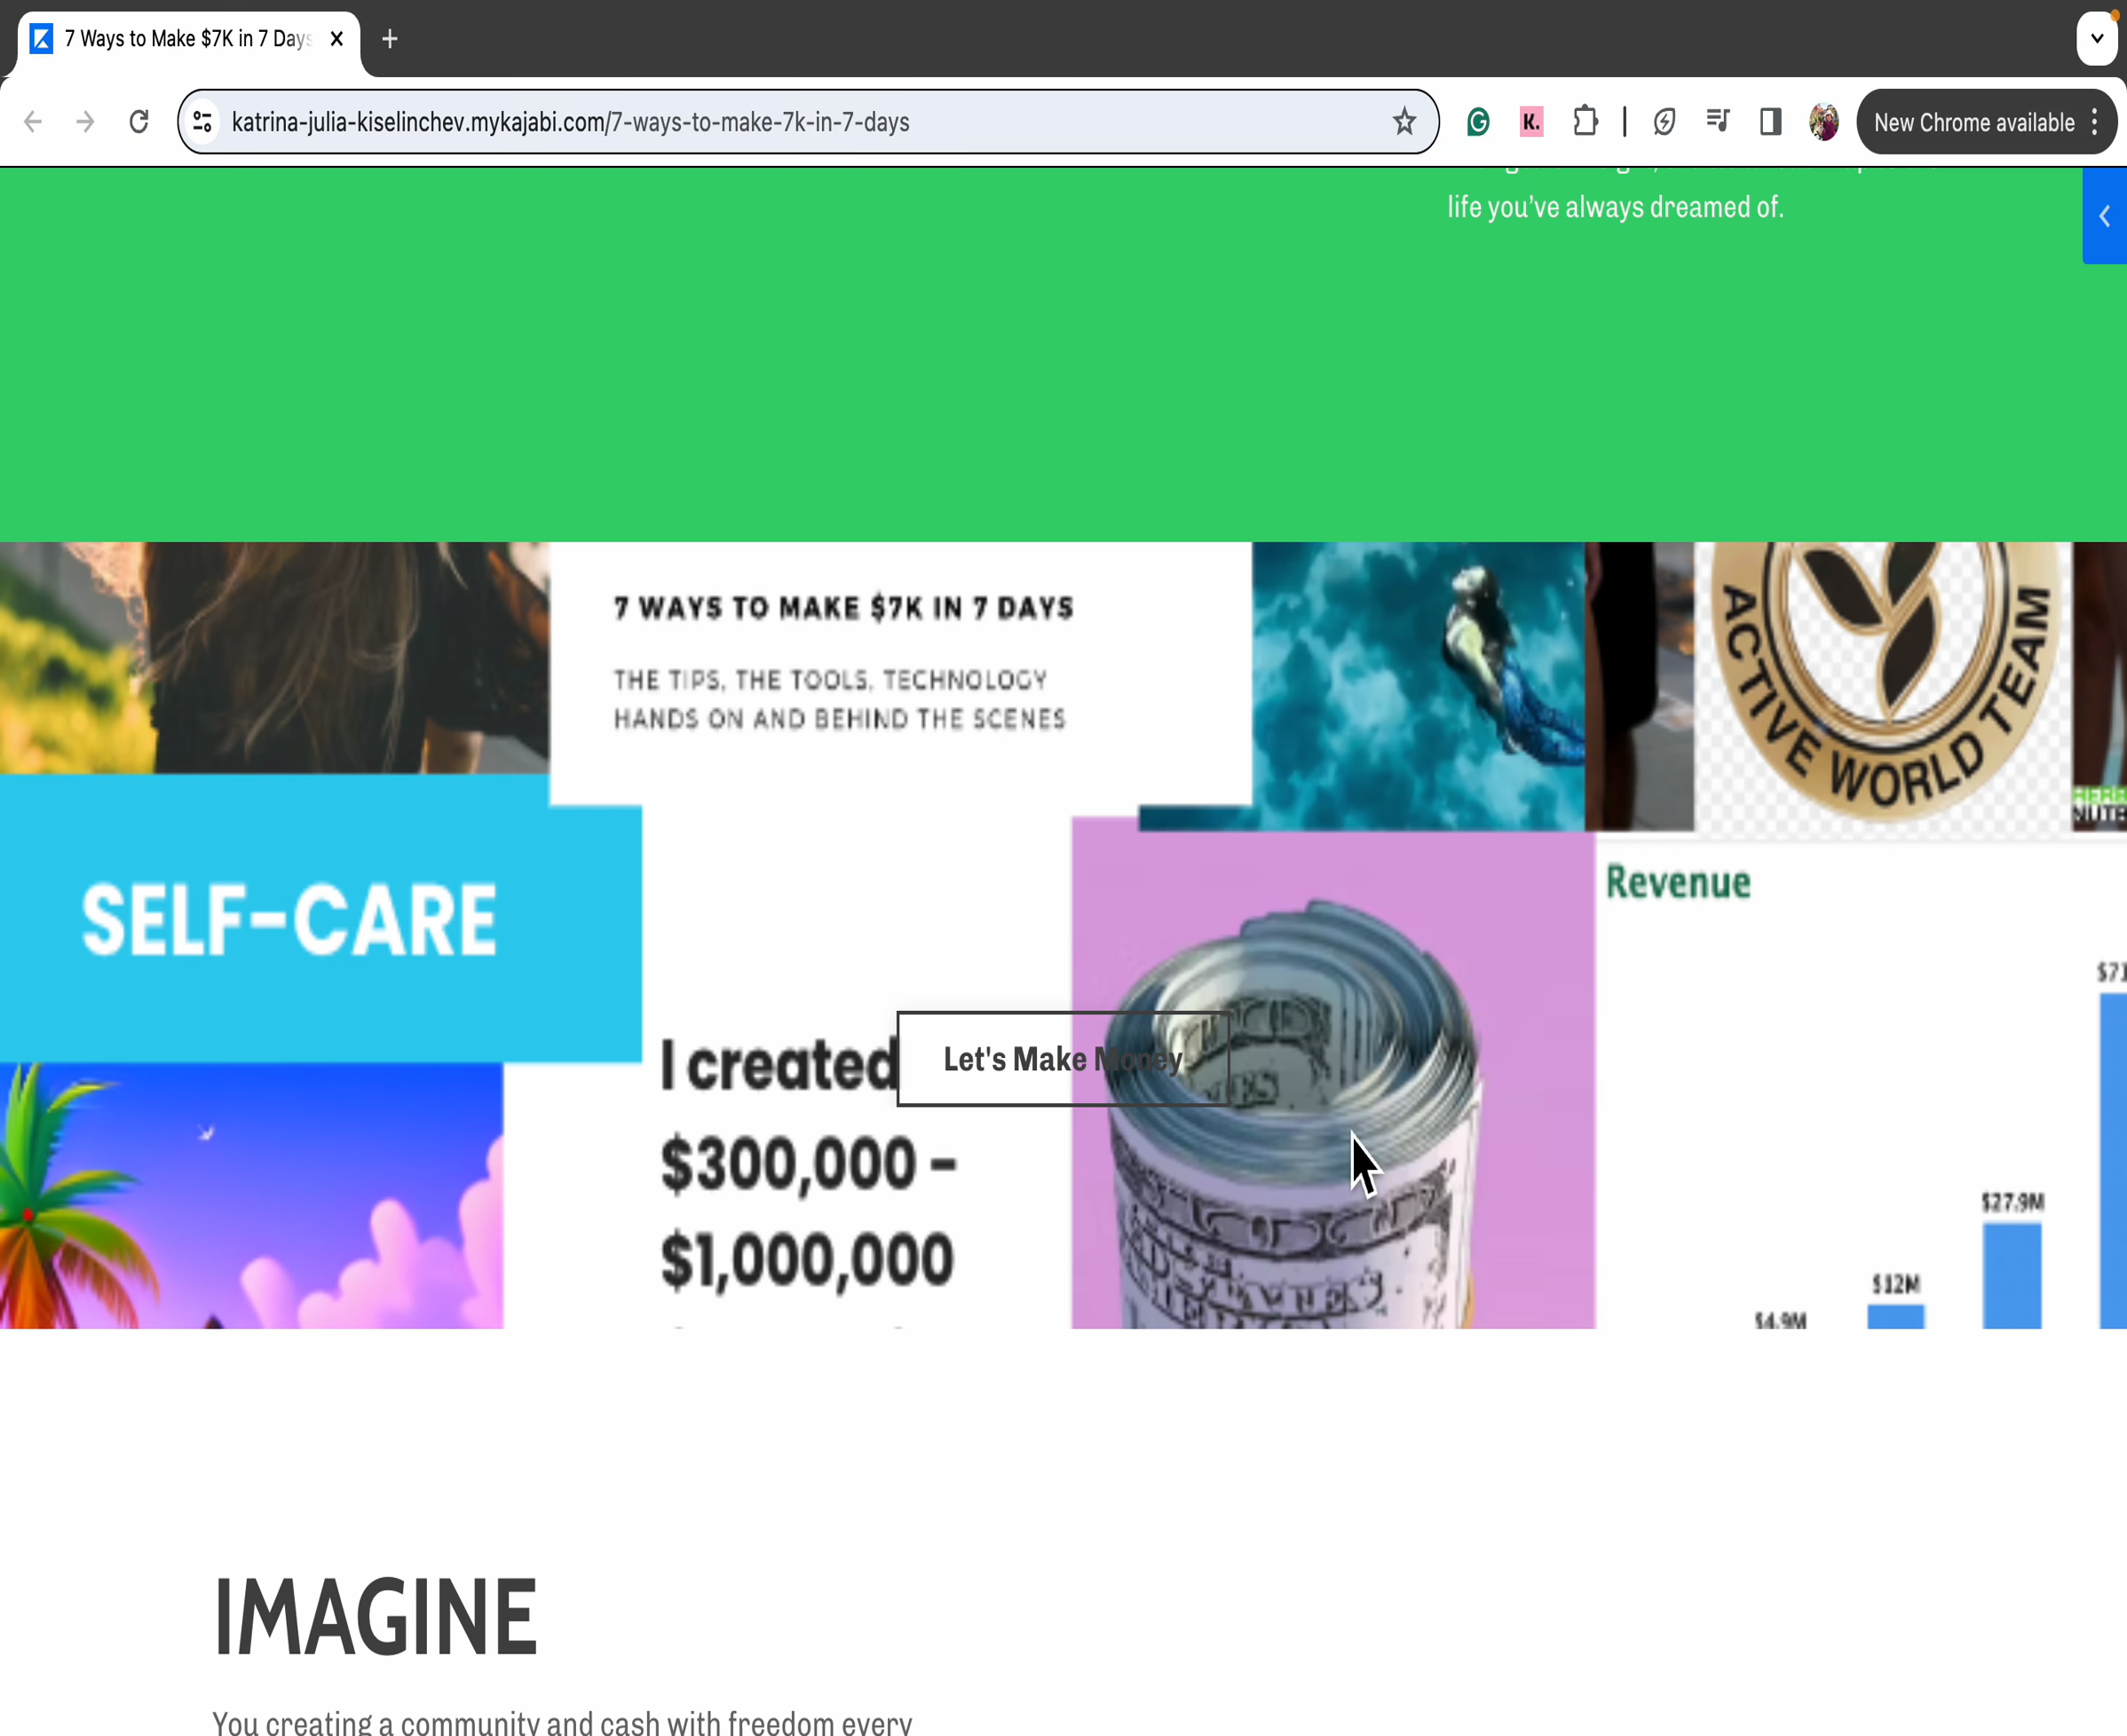 7 Ways to Make $7K in 7 Days
katrina-julia-kiselinchev.mykajabi.com/7-ways-to-make-7k-in-7-days
K.
New Chrome available
life you've always dreamed of.
7 WAYS TO MAKE $7K IN 7 DAYS
THE TIPS, THE TOOLS, TECHNOLOGY
HANDS ON AND BEHIND THE SCENES
ACTIVE WORLD TEAM
SELF-CARE
Revenue
I created
Let's Make Money
$300,000 –
$1,000,000
$27.9M
$12M
$4.9M
IMAGINE
You creating a community and cash with freedom every